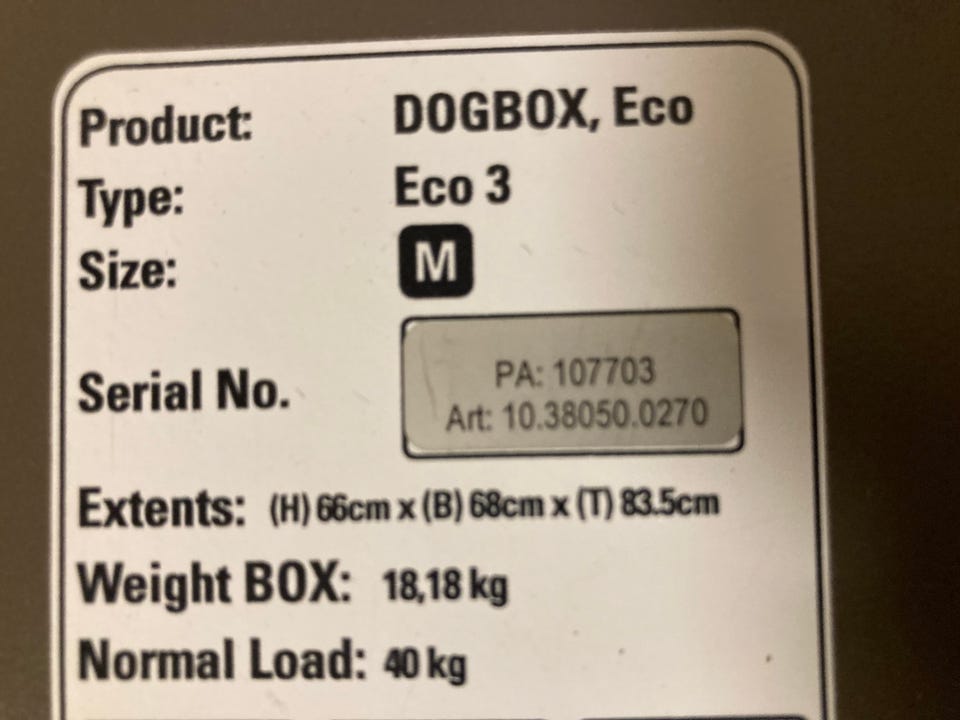 Product: DOGBOX, Eco
Type: Eco 3
Size: M
Serial No. PA: 107703
Art: 10.38050.0270
Extents: (H) 66cm x (B) 68cm x (T) 83.5cm
Weight BOX: 18,18 kg
Normal Load: 40 kg